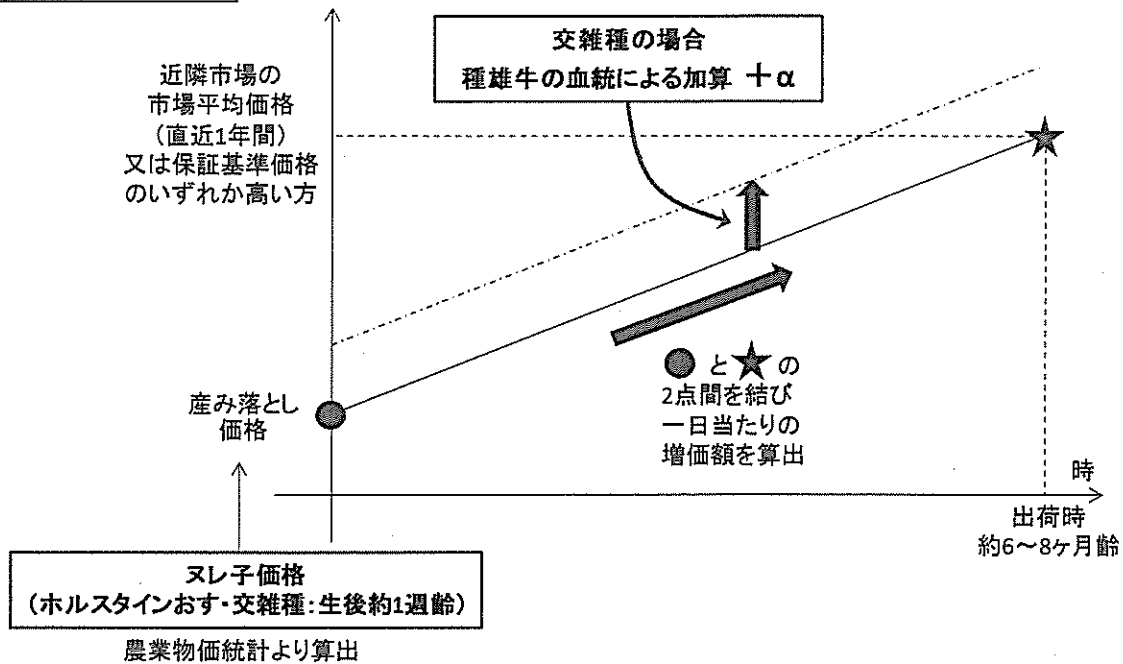 交雑種の場合
種雄牛の血統による加算 ＋α
近隣市場の
市場平均価格
（直近1年間）
又は保証基準価格
のいずれか高い方
産み落とし
価格
●と★の
2点間を結び
一日当たりの
増価額を算出
時
出荷時
約6～8ケ月齢
ヌレ子価格
（ホルスタインおす・交雑種：生後約1週齢）
農業物価統計より算出